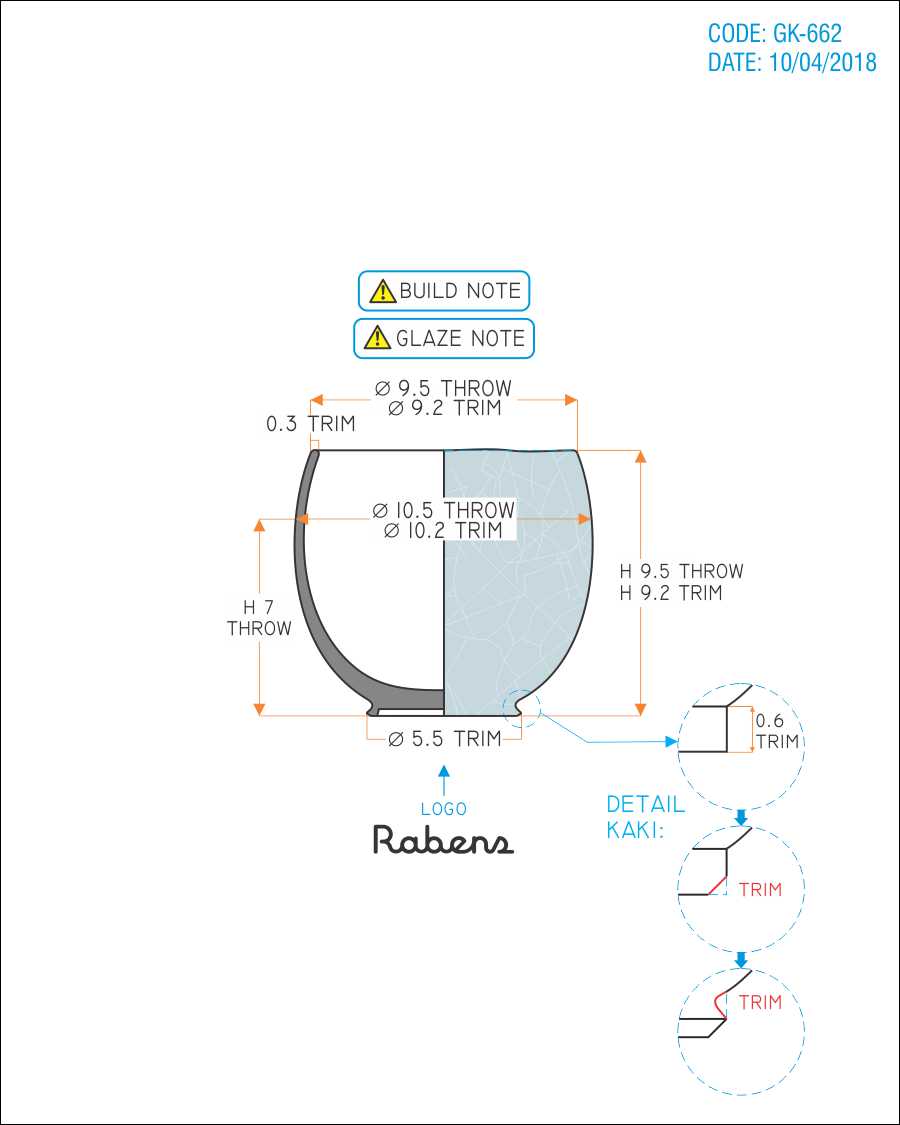 CODE: GK-662
DATE: 10/04/2018
BUILD NOTE
GLAZE NOTE
Ø 9.5 THROW
Ø 9.2 TRIM
0.3 TRIM
Ø 10.5 THROW
Ø 10.2 TRIM
H 9.5 THROW
H 9.2 TRIM
H 7
THROW
0.6
TRIM
Ø 5.5 TRIM
LOGO
Rabens
DETAIL
KAKI:
TRIM
TRIM